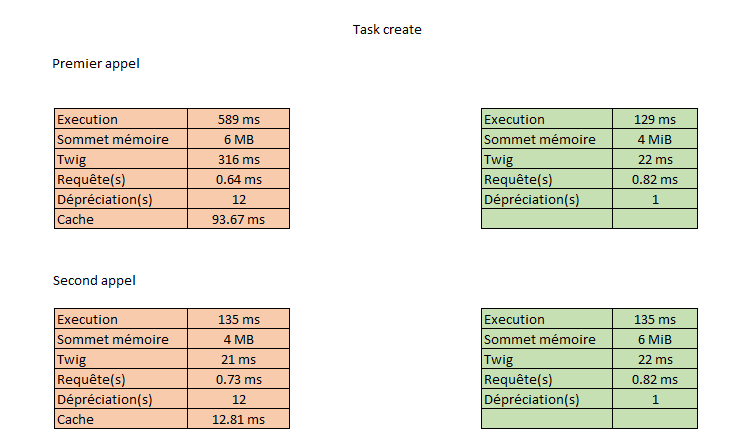 Task create
Premier appel
Execution 589 ms Execution 129 ms
Sommet mémoire 6 MB Sommet mémoire 4 MiB
Twig 316 ms Twig 22 ms
Requête(s) 0.64 ms Requête(s) 0.82 ms
Dépréciation(s) 12 Dépréciation(s) 1
Cache 93.67 ms
Second appel
Execution 135 ms Execution 135 ms
Sommet mémoire 4 MB Sommet mémoire 6 MiB
Twig 21 ms Twig 22 ms
Requête(s) 0.73 ms Requête(s) 0.82 ms
Dépréciation(s) 12 Dépréciation(s) 1
Cache 12.81 ms